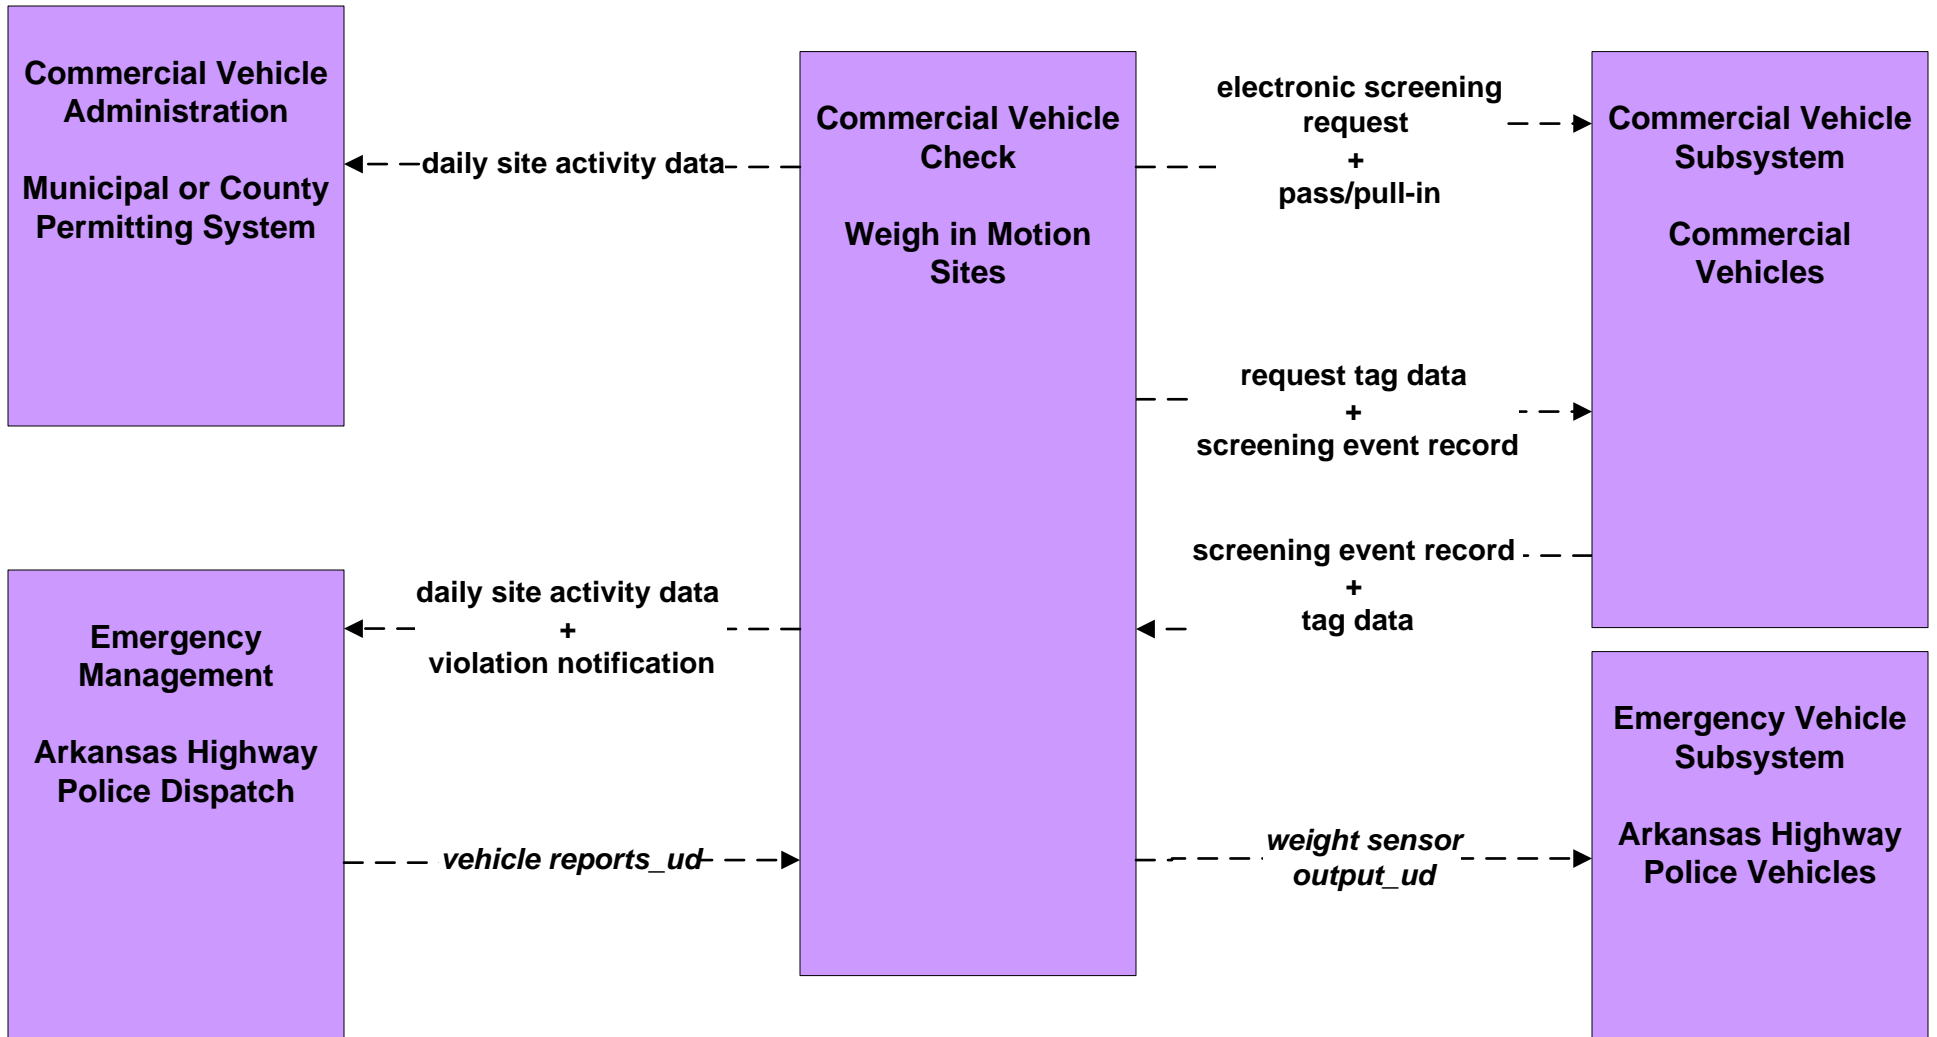 Commercial Vehicle
Administration
Municipal or County
Permitting System
daily site activity data
Commercial Vehicle
Check
Weigh in Motion
Sites
electronic screening
request
+
pass/pull-in
Commercial Vehicle
Subsystem
Commercial
Vehicles
request tag data
+
screening event record
screening event record
+
tag data
Emergency
Management
Arkansas Highway
Police Dispatch
daily site activity data
+
violation notification
vehicle reports_ud
weight sensor
output_ud
Emergency Vehicle
Subsystem
Arkansas Highway
Police Vehicles